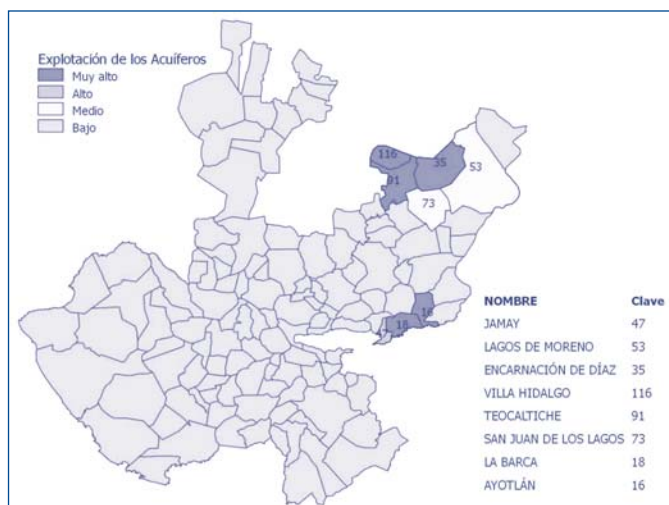 Explotación de los Acuíferos
Muy alto
Alto
Medio
Bajo
116
35
53
91
73
16
18
47
NOMBRE Clave
JAMAY 47
LAGOS DE MORENO 53
ENCARNACIÓN DE DÍAZ 35
VILLA HIDALGO 116
TEOCALTICHE 91
SAN JUAN DE LOS LAGOS 73
LA BARCA 18
AYOTLÁN 16